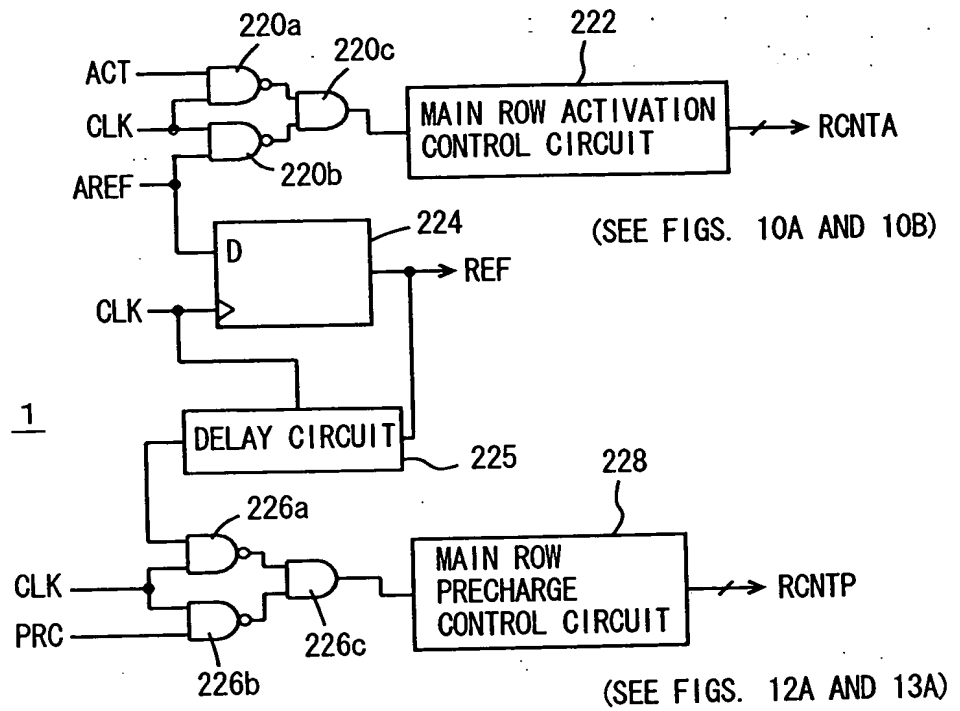 220a
222
ACT
220c
CLK
MAIN ROW ACTIVATION
CONTROL CIRCUIT
RCNTA
220b
AREF
224
(SEE FIGS. 10A AND 10B)
D
REF
CLK
1
DELAY CIRCUIT
225
228
226a
MAIN ROW
PRECHARGE
CONTROL CIRCUIT
CLK
RCNTP
PRC
226c
226b
(SEE FIGS. 12A AND 13A)